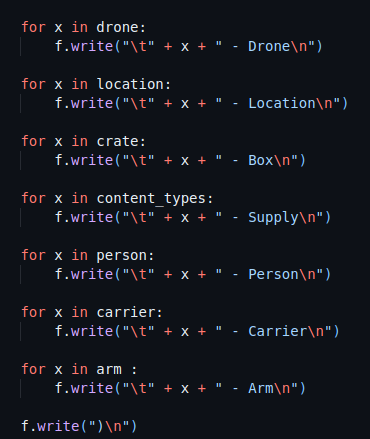 for x in drone:
    f.write("\t" + x + " - Drone\n")

for x in location:
    f.write("\t" + x + " - Location\n")

for x in crate:
    f.write("\t" + x + " - Box\n")

for x in content_types:
    f.write("\t" + x + " - Supply\n")

for x in person:
    f.write("\t" + x + " - Person\n")

for x in carrier:
    f.write("\t" + x + " - Carrier\n")

for x in arm :
    f.write("\t" + x + " - Arm\n")

f.write(")\n")